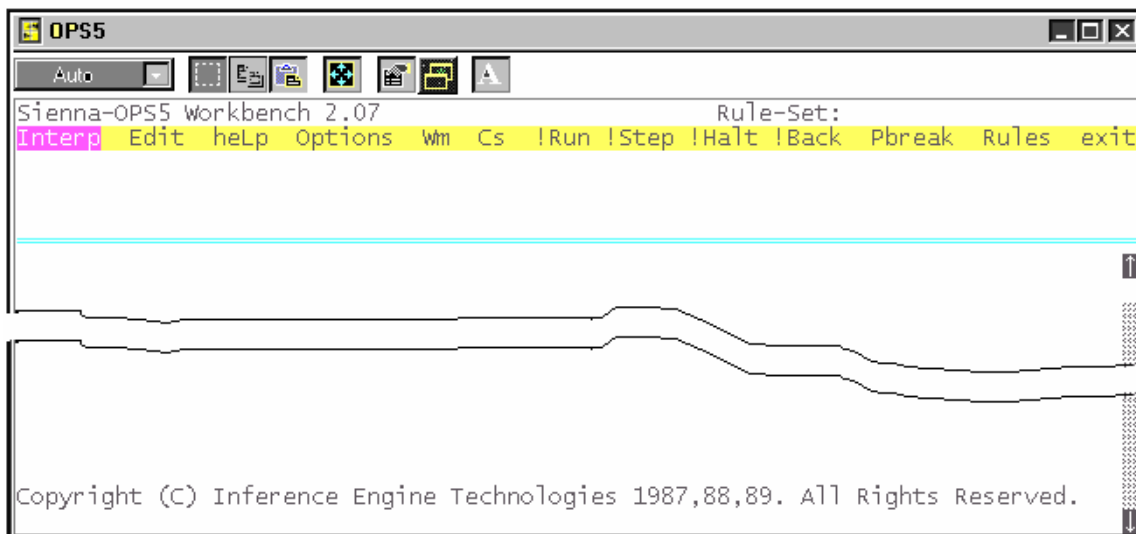 OPS5
Auto A
Sienna-OPS5 Workbench 2.07 Rule-Set:
Interp Edit heLp Options Wm Cs !Run !Step !Halt !Back Pbreak Rules exit
Copyright (C) Inference Engine Technologies 1987,88,89. All Rights Reserved.